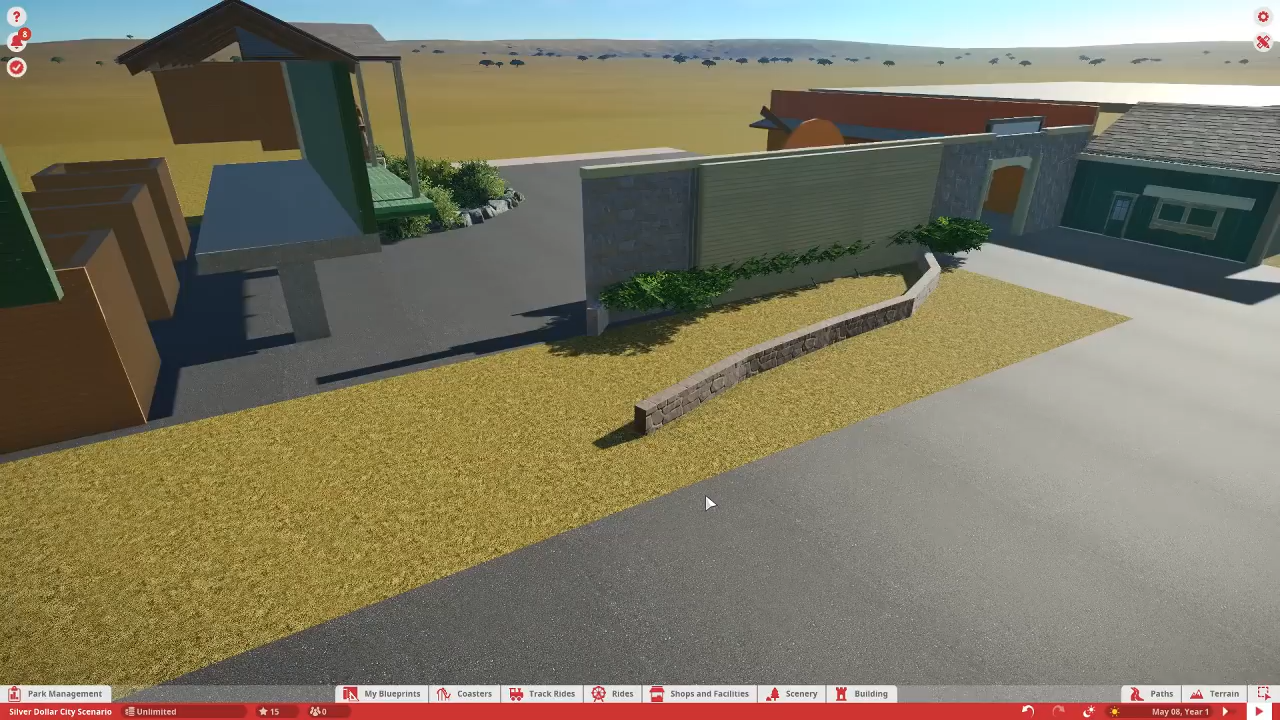 ?
8
Park Management
My Blueprints
Coasters
Track Rides
Rides
Shops and Facilities
Scenery
Building
Paths
Terrain
Silver Dollar City Scenario
Unlimited
15
0
May 08, Year 1